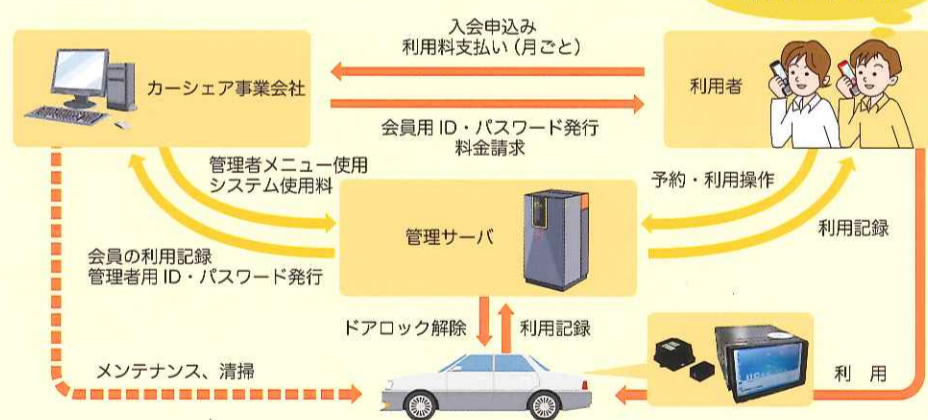 入会申込み
利用料支払い(月ごと)
カーシェア事業会社
利用者
会員用 ID・パスワード発行
料金請求
管理者メニュー使用
システム使用料
予約・利用操作
管理サーバ
利用記録
会員の利用記録
管理者用 ID・パスワード発行
ドアロック解除
利用記録
メンテナンス、清掃
利 用